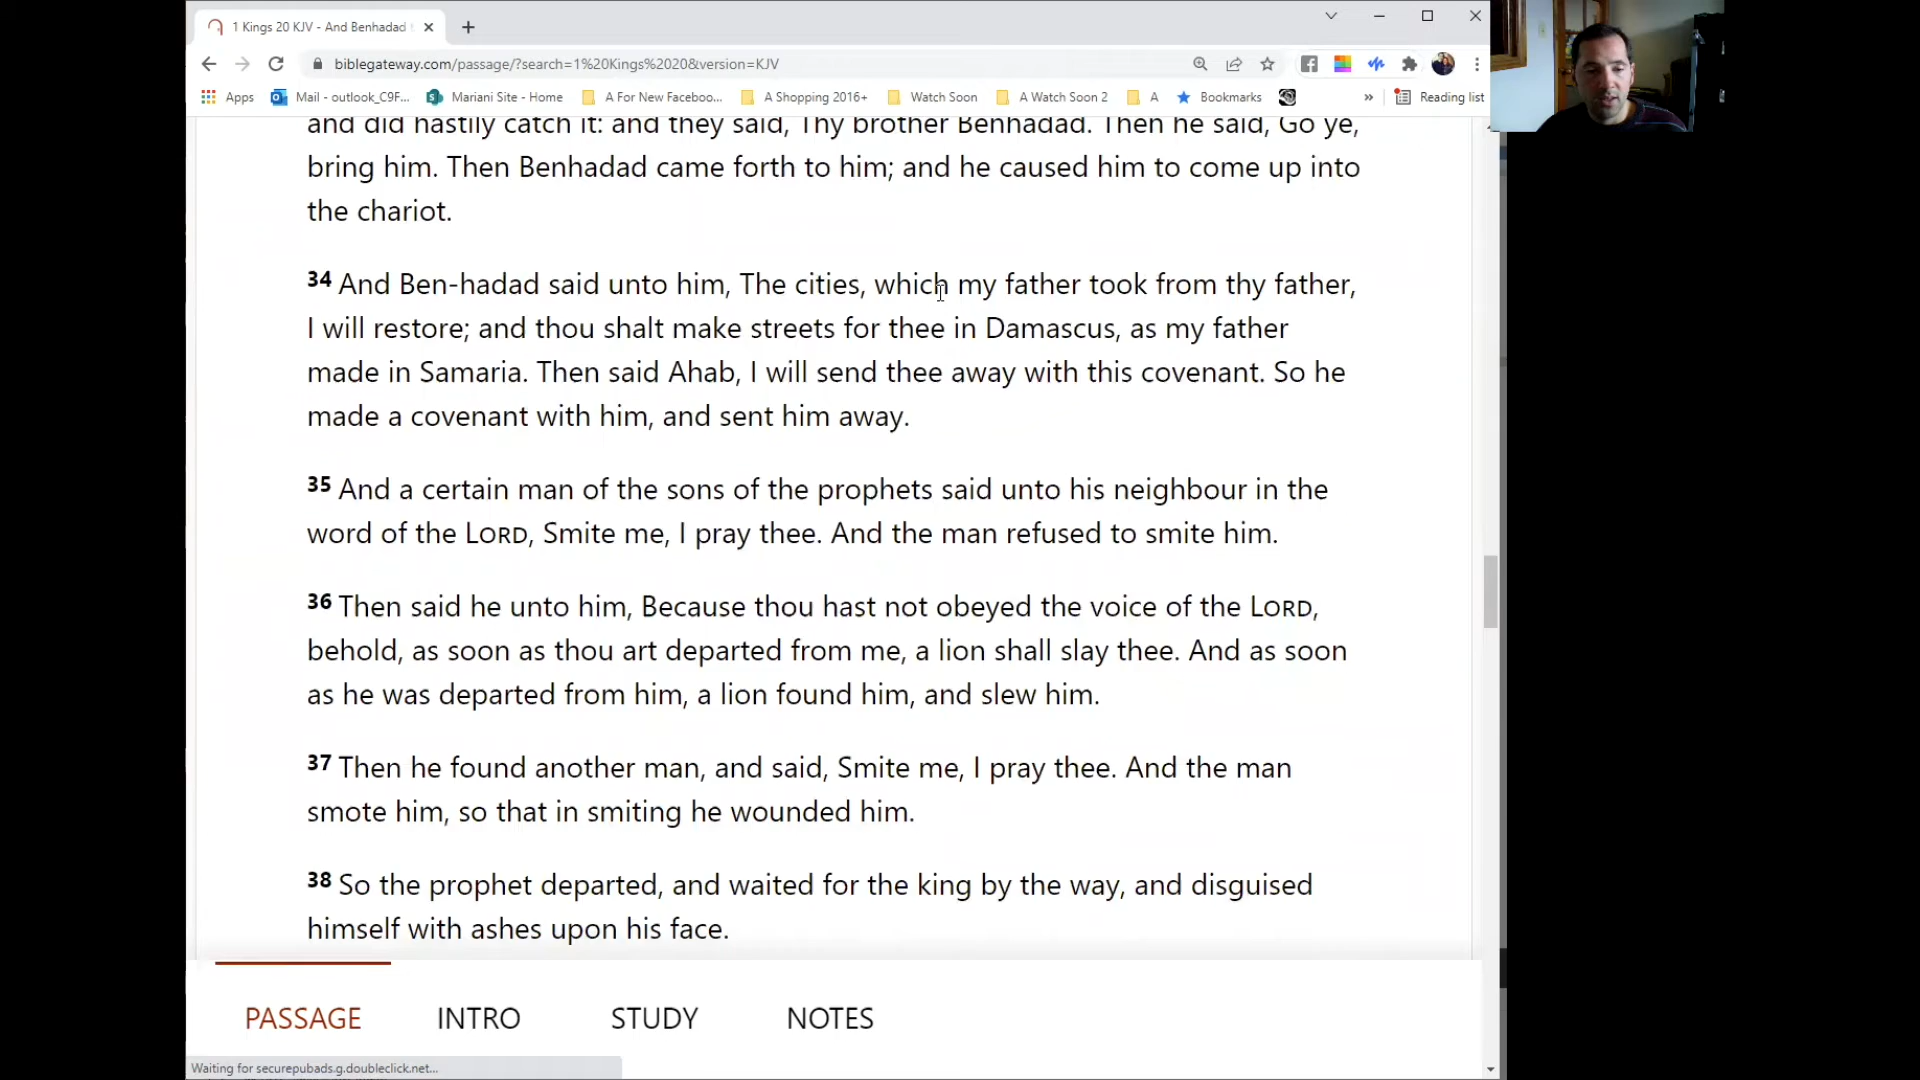 1 Kings 20 KJV - And Benhadad
biblegateway.com/passage/?search=1%20Kings%2020&version=KJV
Apps Mail - outlook_C9F... Mariani Site - Home A For New Faceboo... A Shopping 2016+ Watch Soon A Watch Soon 2 A Bookmarks » Reading list
and did hastily catch it: and they said, Thy brother Benhadad. Then he said, Go ye,
bring him. Then Benhadad came forth to him; and he caused him to come up into
the chariot.
34 And Ben-hadad said unto him, The cities, which my father took from thy father,
I will restore; and thou shalt make streets for thee in Damascus, as my father
made in Samaria. Then said Ahab, I will send thee away with this covenant. So he
made a covenant with him, and sent him away.
35 And a certain man of the sons of the prophets said unto his neighbour in the
word of the LORD, Smite me, I pray thee. And the man refused to smite him.
36 Then said he unto him, Because thou hast not obeyed the voice of the LORD,
behold, as soon as thou art departed from me, a lion shall slay thee. And as soon
as he was departed from him, a lion found him, and slew him.
37 Then he found another man, and said, Smite me, I pray thee. And the man
smote him, so that in smiting he wounded him.
38 So the prophet departed, and waited for the king by the way, and disguised
himself with ashes upon his face.
PASSAGE INTRO STUDY NOTES
Waiting for securepubads.g.doubleclick.net...